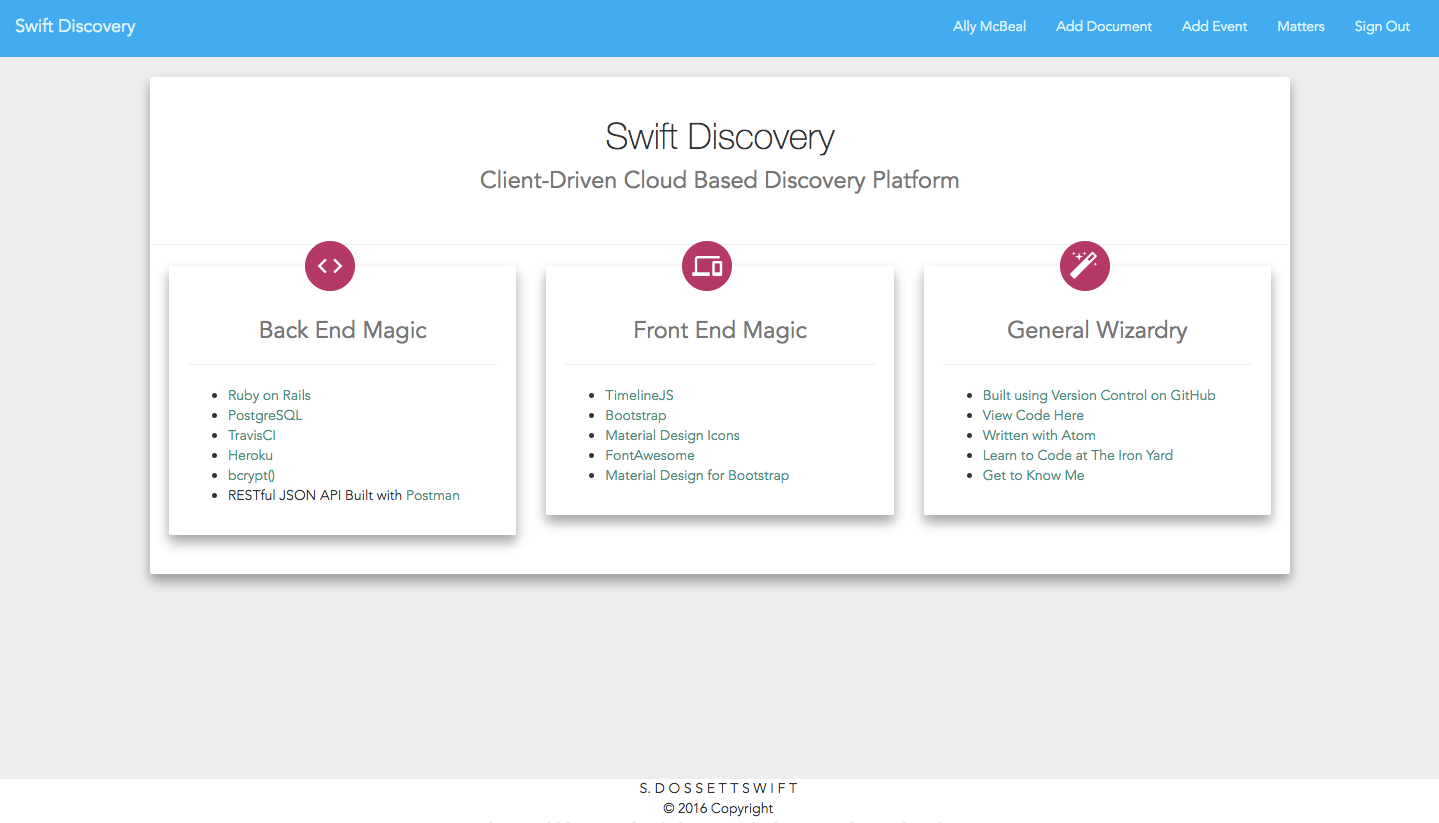 Swift Discovery
Ally McBeal Add Document Add Event Matters Sign Out
Swift Discovery
Client-Driven Cloud Based Discovery Platform
Back End Magic
Ruby on Rails
PostgreSQL
TravisCI
Heroku
bcrypt()
RESTful JSON API Built with Postman
Front End Magic
TimelineJS
Bootstrap
Material Design Icons
FontAwesome
Material Design for Bootstrap
General Wizardry
Built using Version Control on GitHub
View Code Here
Written with Atom
Learn to Code at The Iron Yard
Get to Know Me
S. D O S S E T T S W I F T
© 2016 Copyright